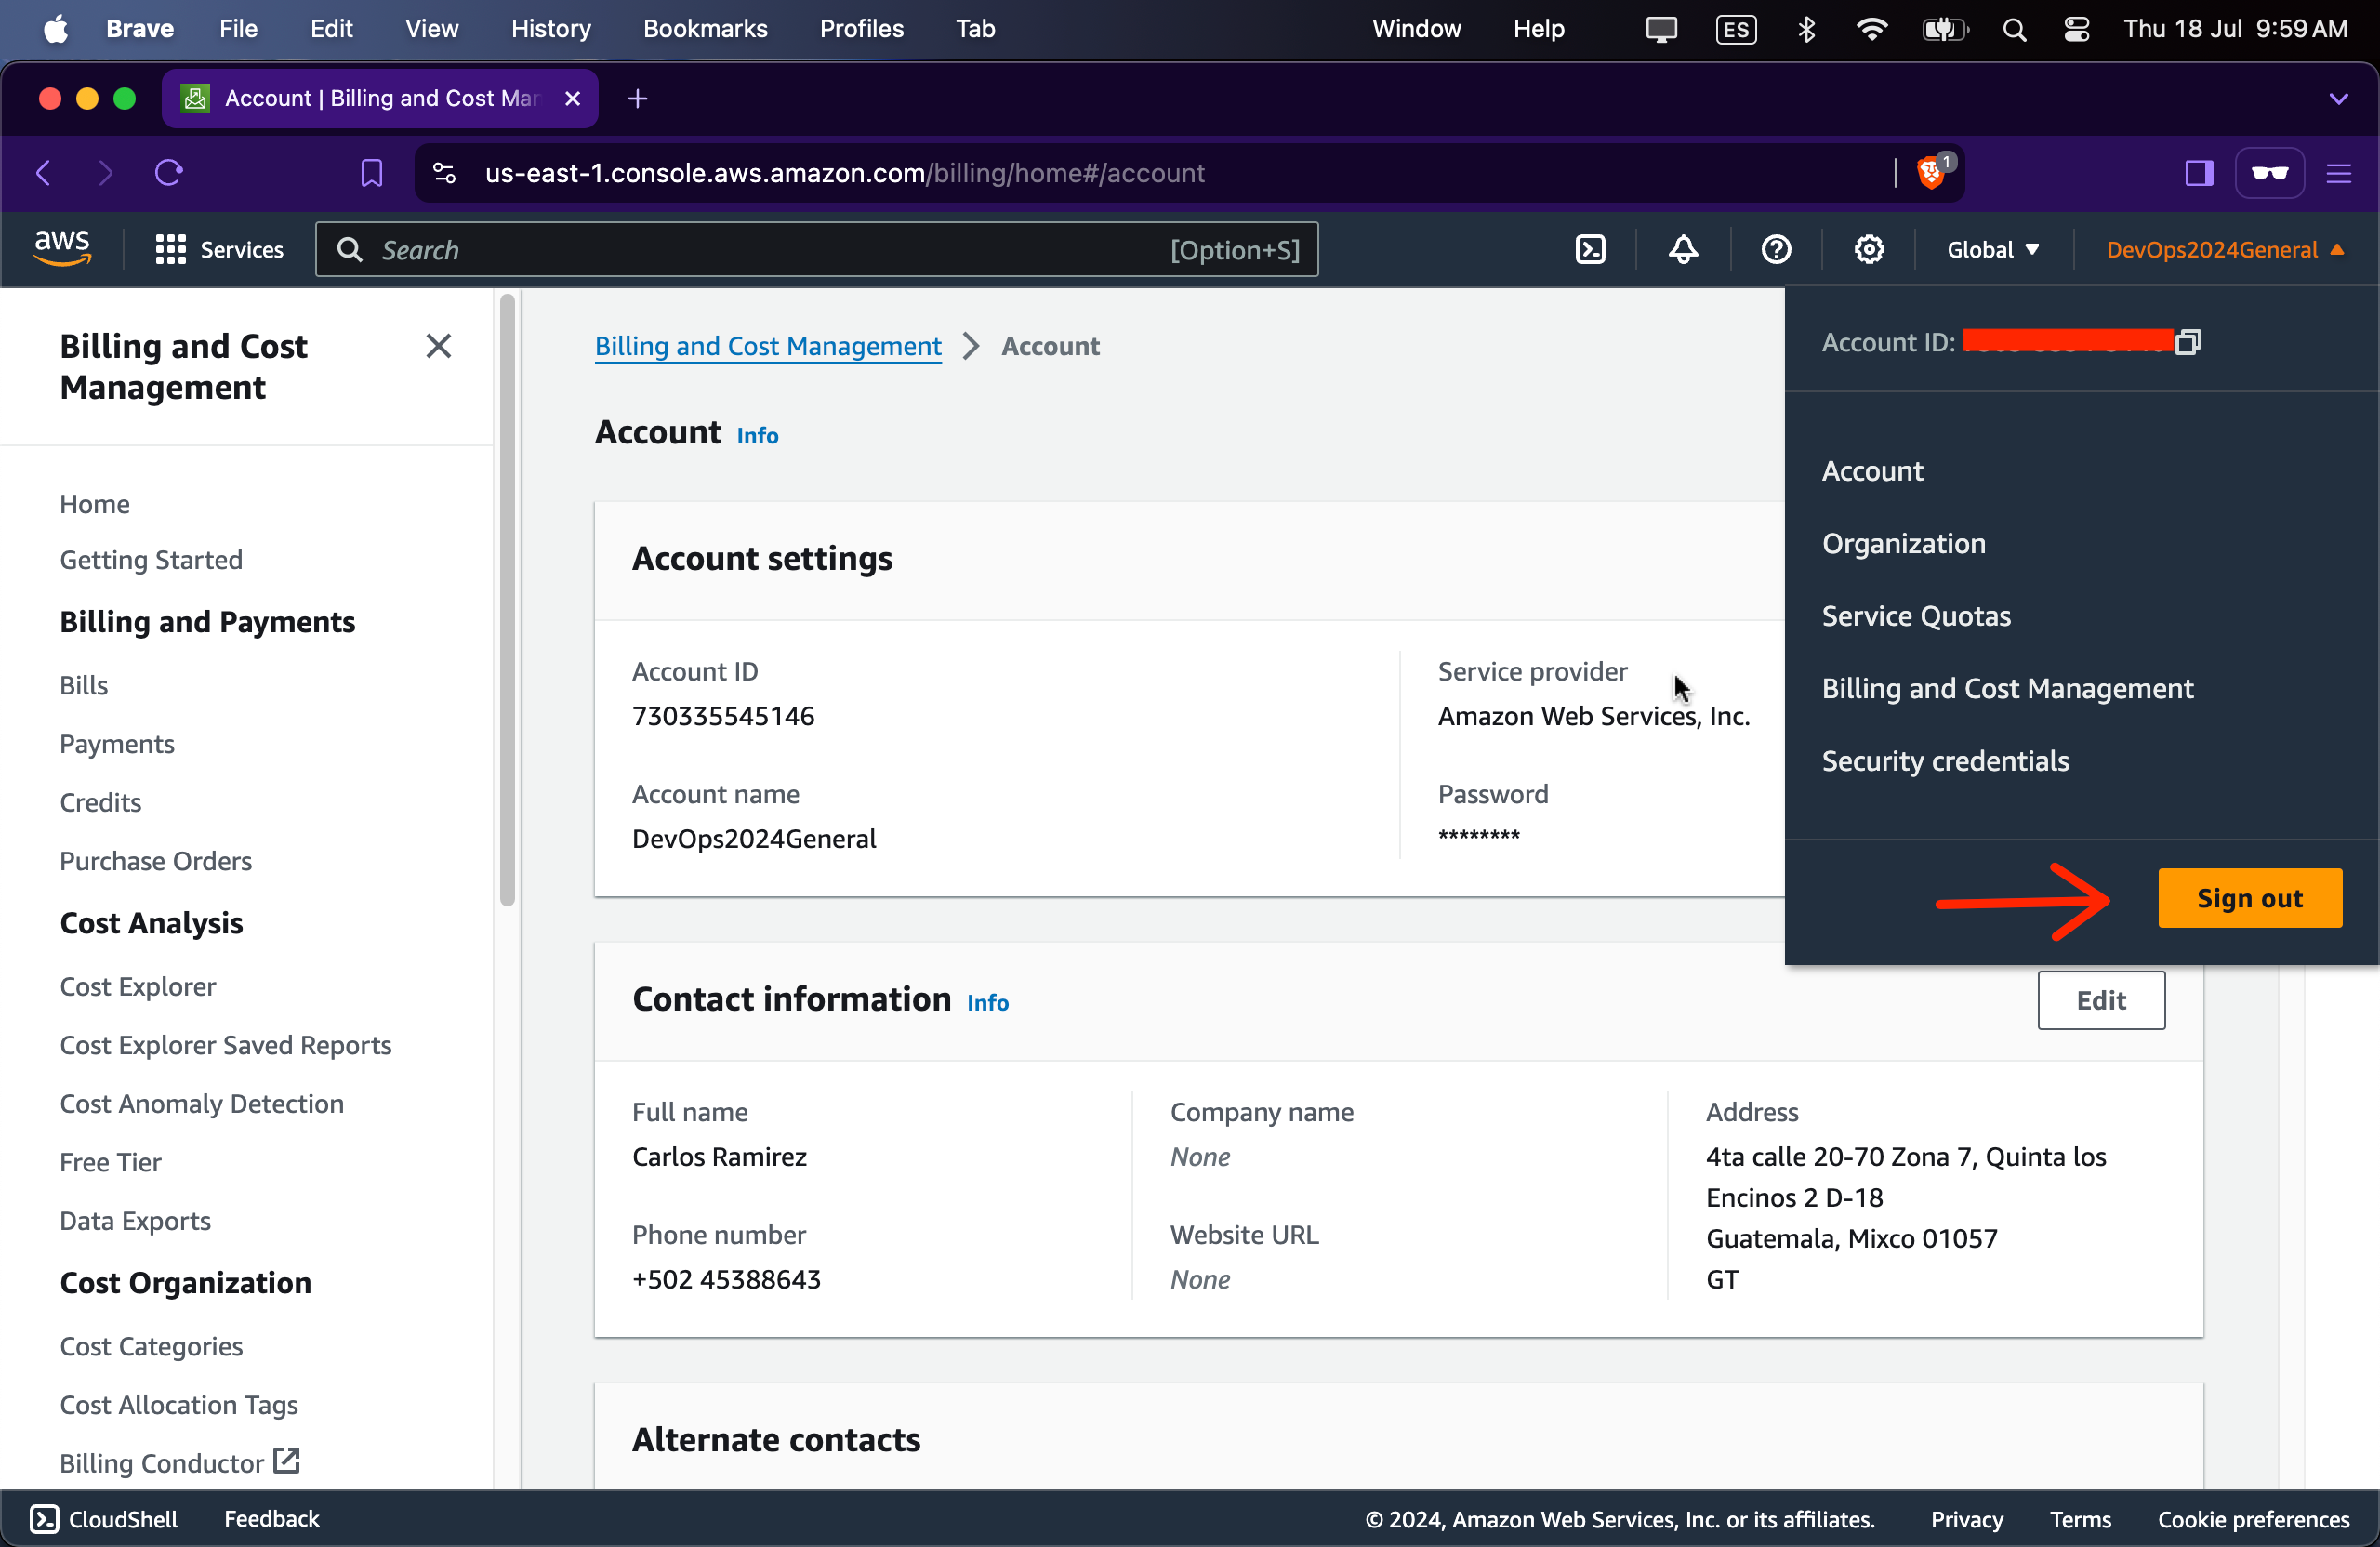 Brave File Edit View History Bookmarks Profiles Tab Window Help ES Thu 18 Jul 9:59 AM
Account | Billing and Cost Mar
us-east-1.console.aws.amazon.com/billing/home#/account 1
aws Services Search [Option+S] Global DevOps2024General
Billing and Cost
Management
Home
Getting Started
Billing and Payments
Bills
Payments
Credits
Purchase Orders
Cost Analysis
Cost Explorer
Cost Explorer Saved Reports
Cost Anomaly Detection
Free Tier
Data Exports
Cost Organization
Cost Categories
Cost Allocation Tags
Billing Conductor
Billing and Cost Management > Account
Account Info
Account settings
Account ID
730335545146
Account name
DevOps2024General
Service provider
Amazon Web Services, Inc.
Password
********
Contact information Info
Edit
Full name
Carlos Ramirez
Phone number
+502 45388643
Company name
None
Website URL
None
Address
4ta calle 20-70 Zona 7, Quinta los
Encinos 2 D-18
Guatemala, Mixco 01057
GT
Alternate contacts
Account ID:
Account
Organization
Service Quotas
Billing and Cost Management
Security credentials
Sign out
CloudShell Feedback © 2024, Amazon Web Services, Inc. or its affiliates. Privacy Terms Cookie preferences